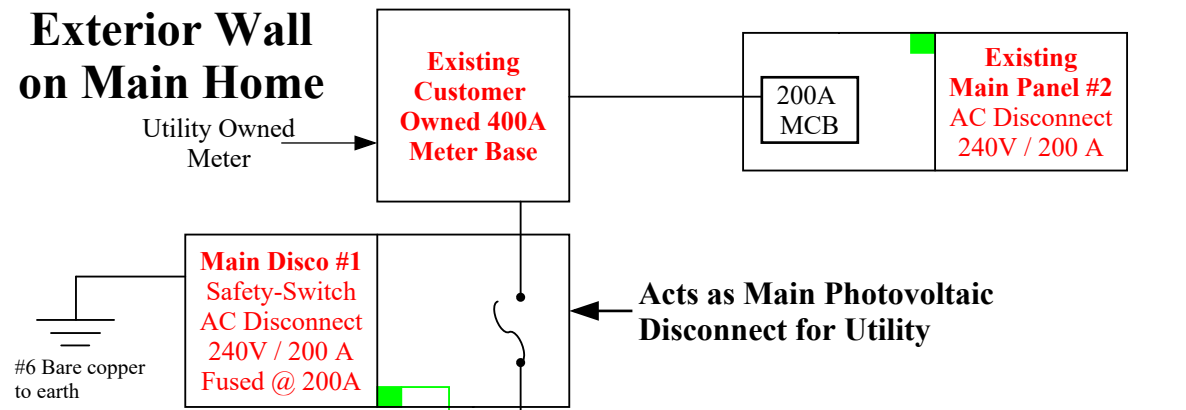 Exterior Wall
on Main Home
Utility Owned
Meter
Existing
Customer
Owned 400A
Meter Base
200A
MCB
Existing
Main Panel #2
AC Disconnect
240V / 200 A
Main Disco #1
Safety-Switch
AC Disconnect
240V / 200 A
Fused @ 200A
Acts as Main Photovoltaic
Disconnect for Utility
#6 Bare copper
to earth